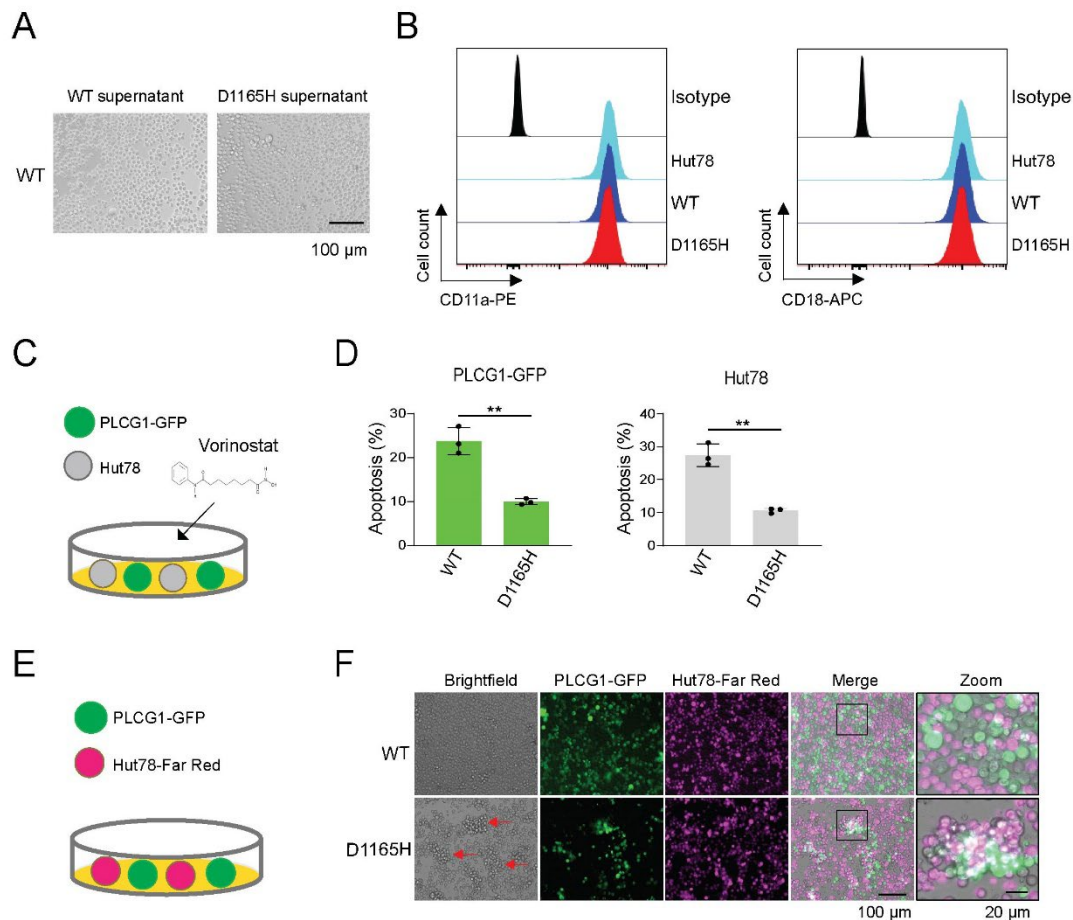 A
WT supernatant
D1165H supernatant
WT
100 μm
B
Isotype
Hut78
WT
D1165H
Cell count
CD11a-PE
Isotype
Hut78
WT
D1165H
Cell count
CD18-APC
C
PLCG1-GFP
Hut78
Vorinostat
D
PLCG1-GFP
**
Apoptosis (%)
30
20
10
0
WT
D1165H
Hut78
**
Apoptosis (%)
40
30
20
10
0
WT
D1165H
E
PLCG1-GFP
Hut78-Far Red
F
Brightfield
PLCG1-GFP
Hut78-Far Red
Merge
Zoom
WT
D1165H
100 μm
20 μm